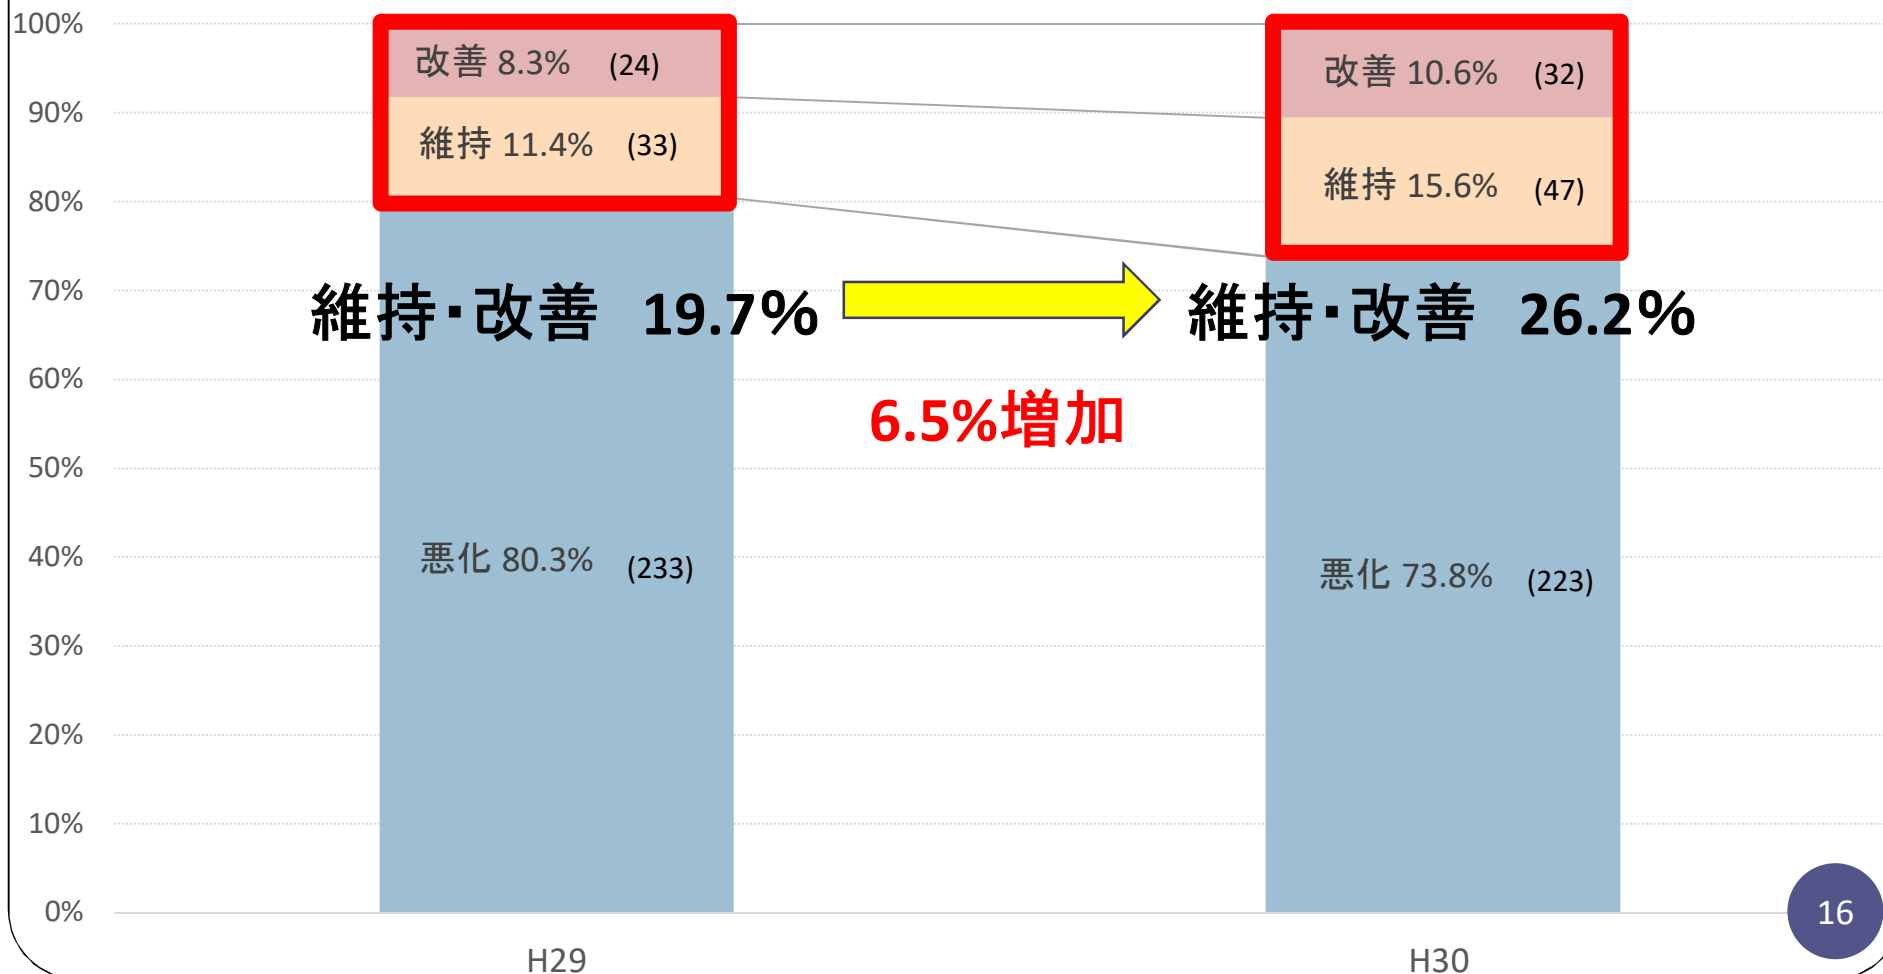 100%
90%
80%
70%
60%
50%
40%
30%
20%
10%
0%
改善 8.3% (24)
維持 11.4% (33)
維持・改善 19.7%
悪化 80.3% (233)
6.5%増加
改善 10.6% (32)
維持 15.6% (47)
維持・改善 26.2%
悪化 73.8% (223)
H29
H30
16